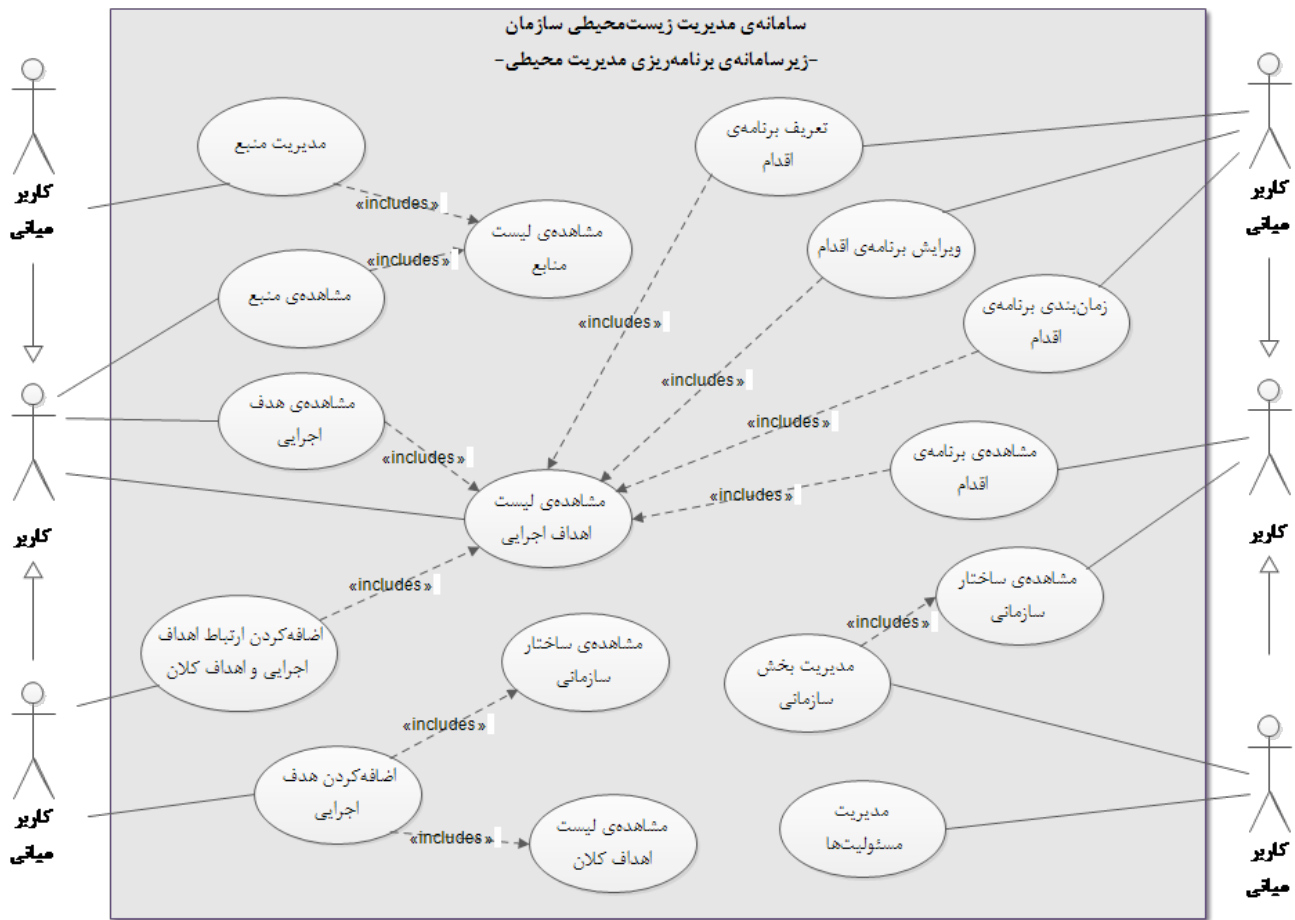 سامانه‌ی مدیریت زیست‌محیطی سازمان
-زیرسامانه‌ی برنامه‌ریزی مدیریت محیطی-
کاربر
میانی
کاربر
میانی
مدیریت منبع
تعریف برنامه‌ی
اقدام
«includes»
مشاهده‌ی لیست
منابع
ویرایش برنامه‌ی اقدام
«includes»
مشاهده‌ی منبع
زمان‌بندی برنامه‌ی
اقدام
«includes»
«includes»
«includes»
مشاهده‌ی هدف
اجرایی
«includes»
مشاهده‌ی برنامه‌ی
اقدام
«includes»
مشاهده‌ی لیست
اهداف اجرایی
کاربر
کاربر
«includes»
مشاهده‌ی ساختار
سازمانی
«includes»
اضافه‌کردن ارتباط اهداف
اجرایی و اهداف کلان
مشاهده‌ی ساختار
سازمانی
مدیریت بخش
سازمانی
«includes»
اضافه‌کردن هدف
اجرایی
«includes»
مشاهده‌ی لیست
اهداف کلان
مدیریت
مسئولیت‌ها
کاربر
میانی
کاربر
میانی